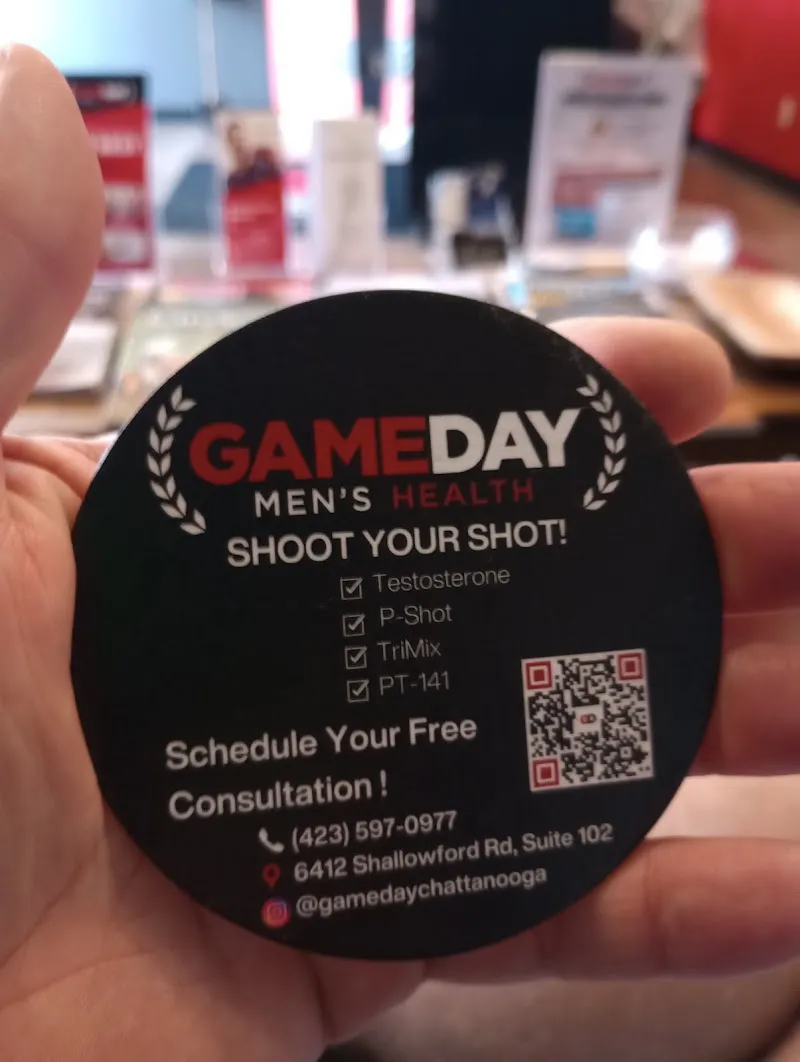 GAMEDAY
MEN'S HEALTH
SHOOT YOUR SHOT!
Testosterone
P-Shot
TriMix
PT-141
Schedule Your Free
Consultation!
(423) 597-0977
6412 Shallowford Rd, Suite 102
@gamedaychattanooga